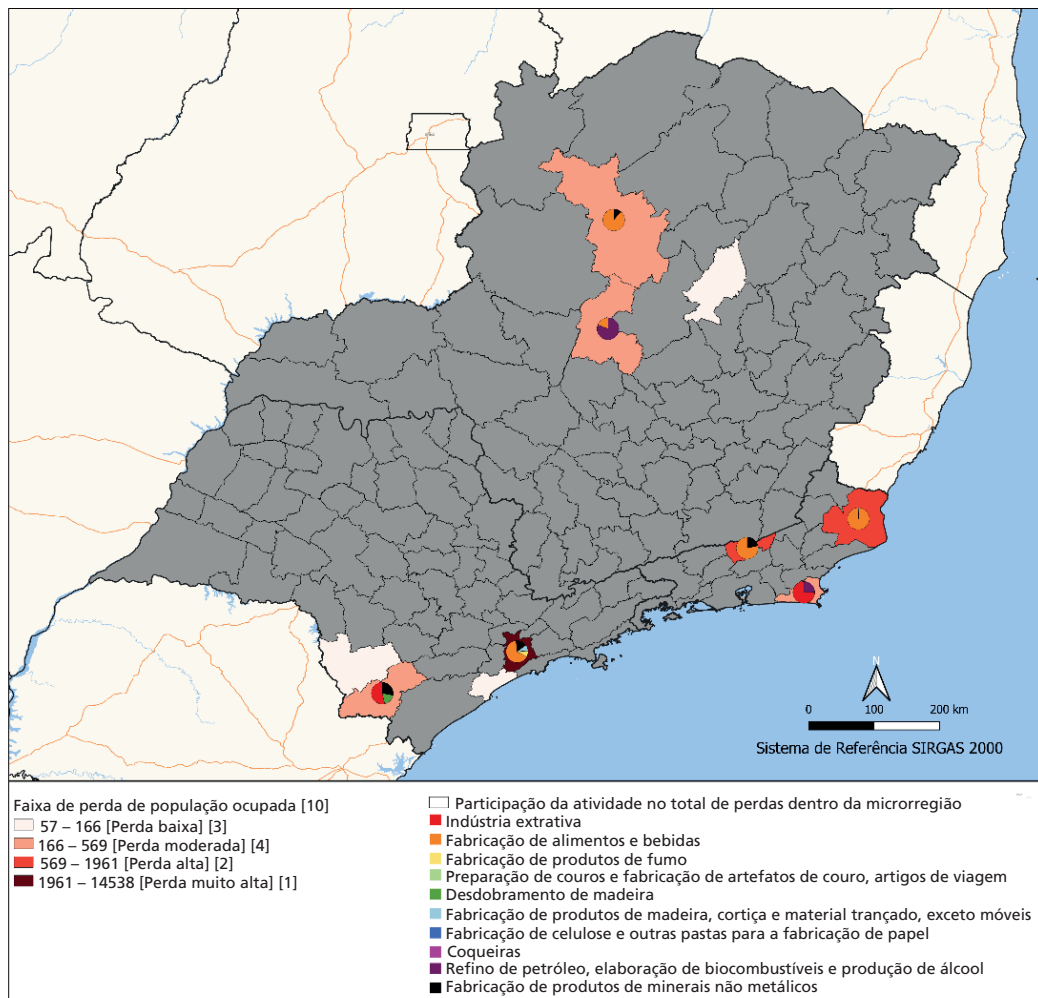 N
0 100 200 km
Sistema de Referência SIRGAS 2000
Faixa de perda de população ocupada [10]
57 – 166 [Perda baixa] [3]
166 – 569 [Perda moderada] [4]
569 – 1961 [Perda alta] [2]
1961 – 14538 [Perda muito alta] [1]
Participação da atividade no total de perdas dentro da microrregião
Indústria extrativa
Fabricação de alimentos e bebidas
Fabricação de produtos de fumo
Preparação de couros e fabricação de artefatos de couro, artigos de viagem
Desdobramento de madeira
Fabricação de produtos de madeira, cortiça e material trançado, exceto móveis
Fabricação de celulose e outras pastas para a fabricação de papel
Coqueiras
Refino de petróleo, elaboração de biocombustíveis e produção de álcool
Fabricação de produtos de minerais não metálicos